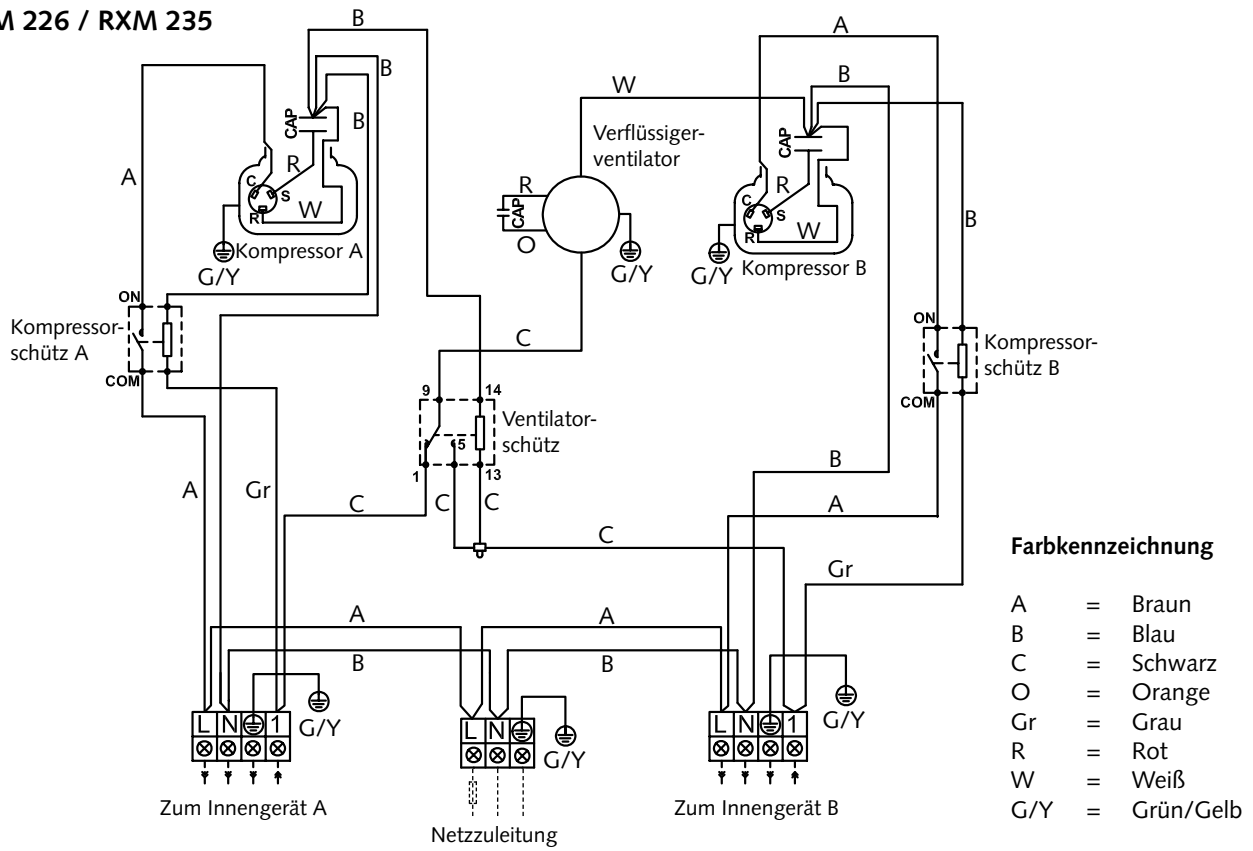 M 226 / RXM 235
B
A
B
B
W
B
CAP
B
Verflüssiger-
ventilator
CAP
A
R
C
S
W
R
R
CAP
O
R
C
S
W
R
B
G/Y
Kompressor A
G/Y
G/Y
Kompressor B
ON
Kompressor-
schütz A
COM
C
ON
Kompressor-
schütz B
COM
9
14
5
Ventilator-
schütz
1
13
B
A
Gr
C
C
C
A
C
Gr
A
A
B
B
L N 1
G/Y
L N
G/Y
L N 1
G/Y
Zum Innengerät A
Netzzuleitung
Zum Innengerät B
Farbkennzeichnung
A = Braun
B = Blau
C = Schwarz
O = Orange
Gr = Grau
R = Rot
W = Weiß
G/Y = Grün/Gelb